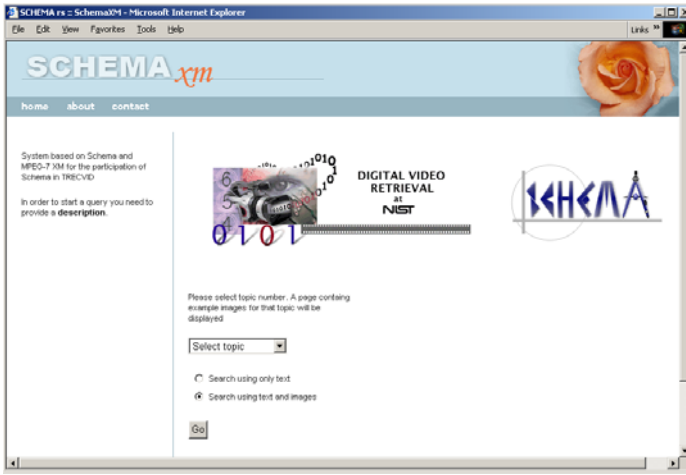 SCHEMA rs :: SchemaXM - Microsoft Internet Explorer
File Edit View Favorites Tools Help
Links »
SCHEMA xm
home about contact
System based on Schema and
MPEG-7 XM for the participation of
Schema in TRECVID
In order to start a query you need to
provide a description.
0101
DIGITAL VIDEO
RETRIEVAL
at
NIST
SCHEMA
Please select topic number. A page containg
example images for that topic will be
displayed
Select topic
Search using only text
Search using text and images
Go